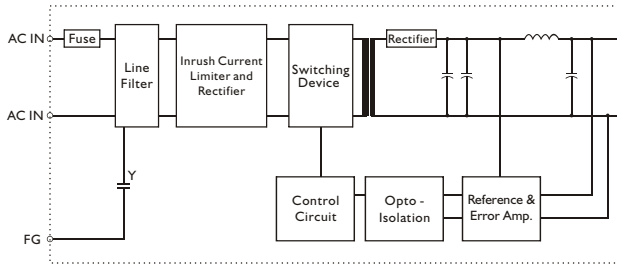 AC IN
Fuse
Line
Filter
Inrush Current
Limiter and
Rectifier
Switching
Device
Rectifier
AC IN
Y
Control
Circuit
Opto -
Isolation
Reference &
Error Amp.
FG